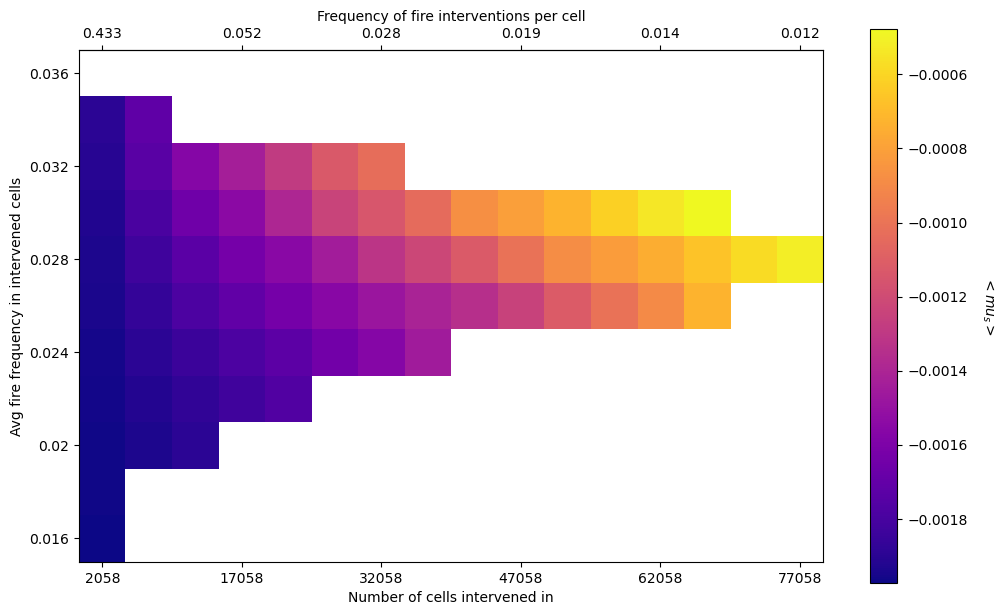 Frequency of fire interventions per cell
0.433 0.052 0.028 0.019 0.014 0.012
0.036
0.032
0.028
0.024
0.02
0.016
Avg fire frequency in intervened cells
2058 17058 32058 47058 62058 77058
Number of cells intervened in
−0.0006
−0.0008
−0.0010
−0.0012
−0.0014
−0.0016
−0.0018
< mu_s >